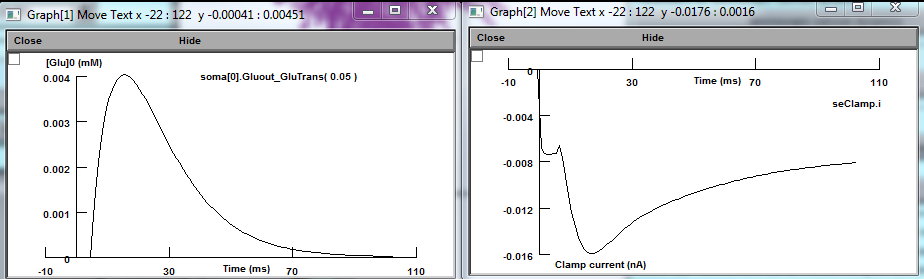 Graph[1] Move Text x -22 : 122  y -0.00041 : 0.00451
Close Hide
[Glu]0 (mM)
soma[0].Gluout_GluTrans( 0.05 )
0.004
0.003
0.002
0.001
0
-10 30 70 110
Time (ms)
Graph[2] Move Text x -22 : 122  y -0.0176 : 0.0016
Close Hide
0
-10 30 70 110
Time (ms)
seClamp.i
-0.004
-0.008
-0.012
-0.016
Clamp current (nA)